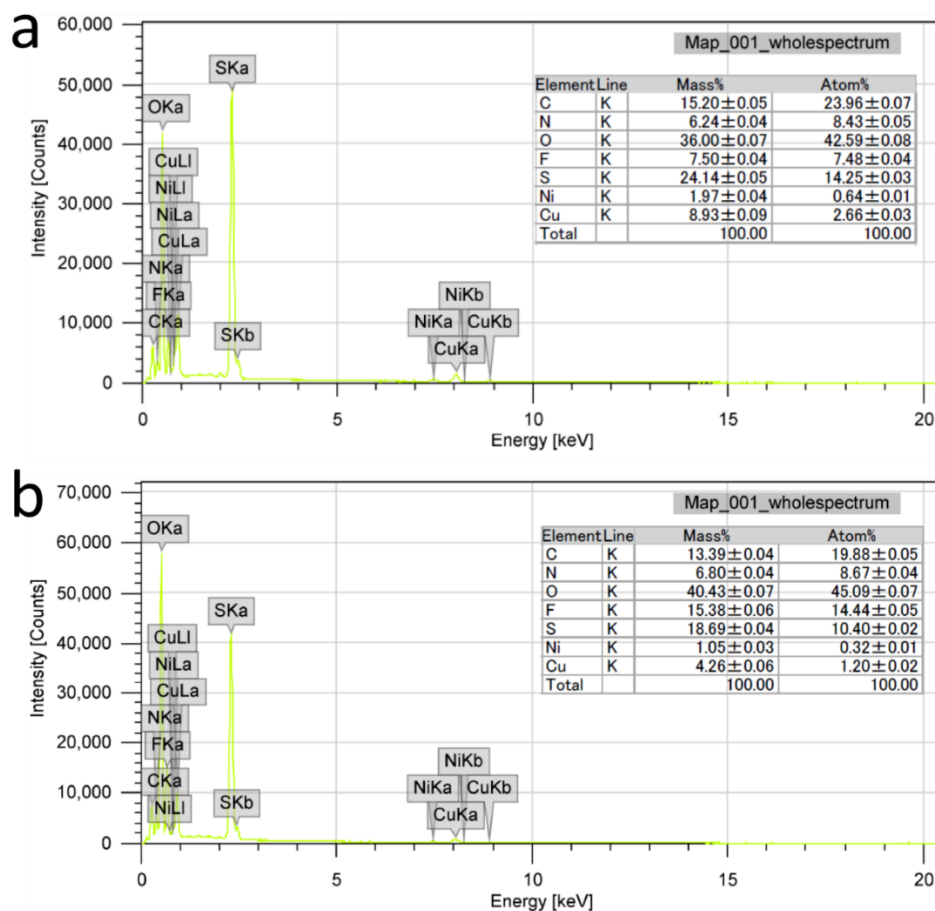 a
60,000
50,000
40,000
30,000
20,000
10,000
0
Intensity [Counts]
OKa
CuLl
NiLl
NiLa
CuLa
NKa
FKa
CKa
SKa
SKb
NiKb
NiKa
CuKb
CuKa
0 5 10 15 20
Energy [keV]
Map_001_wholespectrum
Element Line Mass% Atom%
C K 15.20±0.05 23.96±0.07
N K 6.24±0.04 8.43±0.05
O K 36.00±0.07 42.59±0.08
F K 7.50±0.04 7.48±0.04
S K 24.14±0.05 14.25±0.03
Ni K 1.97±0.04 0.64±0.01
Cu K 8.93±0.09 2.66±0.03
Total 100.00 100.00
b
70,000
60,000
50,000
40,000
30,000
20,000
10,000
0
Intensity [Counts]
OKa
CuLl
NiLa
CuLa
NKa
FKa
CKa
NiLl
SKa
SKb
NiKb
NiKa
CuKb
CuKa
0 5 10 15 20
Energy [keV]
Map_001_wholespectrum
Element Line Mass% Atom%
C K 13.39±0.04 19.88±0.05
N K 6.80±0.04 8.67±0.04
O K 40.43±0.07 45.09±0.07
F K 15.38±0.06 14.44±0.05
S K 18.69±0.04 10.40±0.02
Ni K 1.05±0.03 0.32±0.01
Cu K 4.26±0.06 1.20±0.02
Total 100.00 100.00